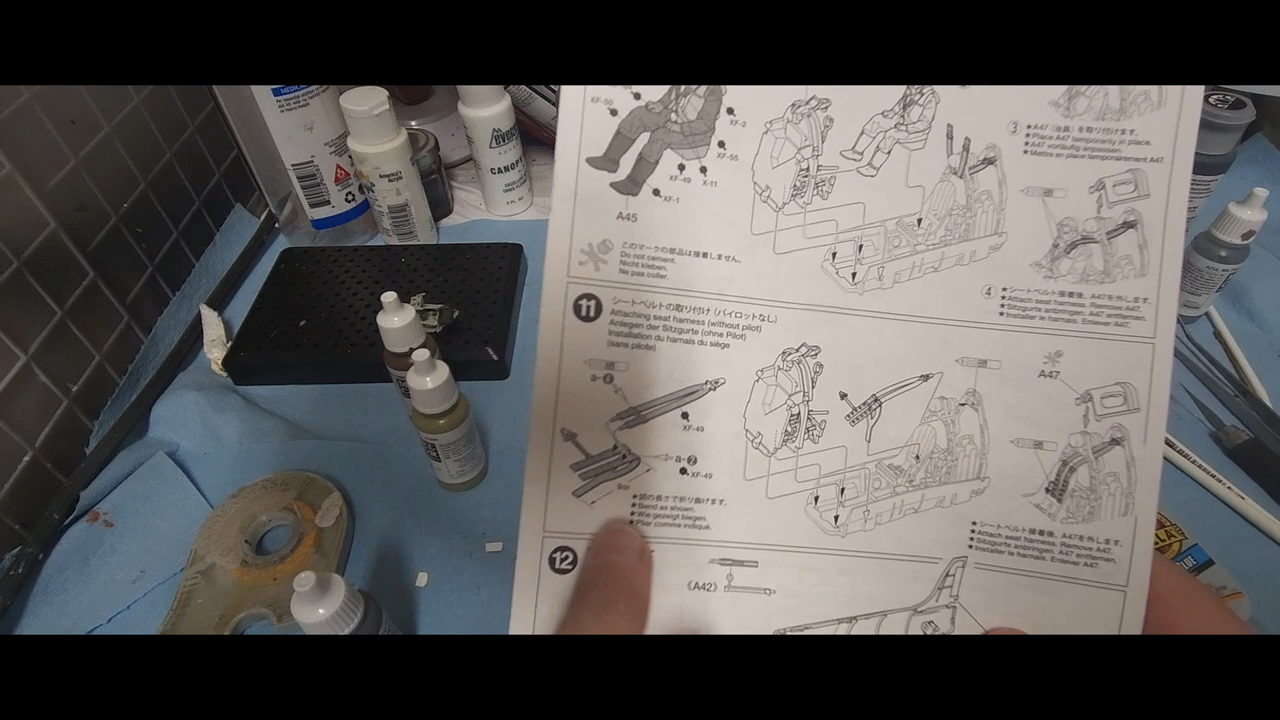 MEDICAL
America's
Acrylic
CANOPY
XF-50
XF-2
XF-55
XF-49
X-11
XF-1
A45
このマークの部品は接着しません。
Do not cement.
Nicht kleben.
Ne pas coller.
③ ★A47（治具）を取り付けます。
★Place A47 temporarily in place.
★A47 vorläufig anpassen.
★Mettre en place temporairement A47.
④ ★シートベルト接着後、A47を外します。
★Attach seat harness. Remove A47.
★Sitzgurte anbringen. A47 entfernen.
★Installer le harnais. Enlever A47.
11
シートベルトの取り付け（パイロットなし）
Attaching seat harness (without pilot)
Anlegen der Sitzgurte (ohne Pilot)
Installation du harnais du siège
(sans pilote)
XF-49
a-2
XF-49
★図の長さで折り曲げます。
★Bend as shown.
★Wie gezeigt biegen.
★Plier comme indiqué.
A47
★シートベルト接着後、A47を外します。
★Attach seat harness. Remove A47.
★Sitzgurte anbringen. A47 entfernen.
★Installer le harnais. Enlever A47.
12
《A42》